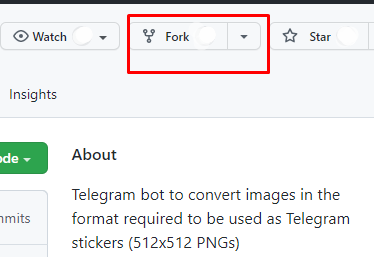 Watch Fork Star
Insights
ode
About
mmits
Telegram bot to convert images in the
format required to be used as Telegram
stickers (512x512 PNGs)